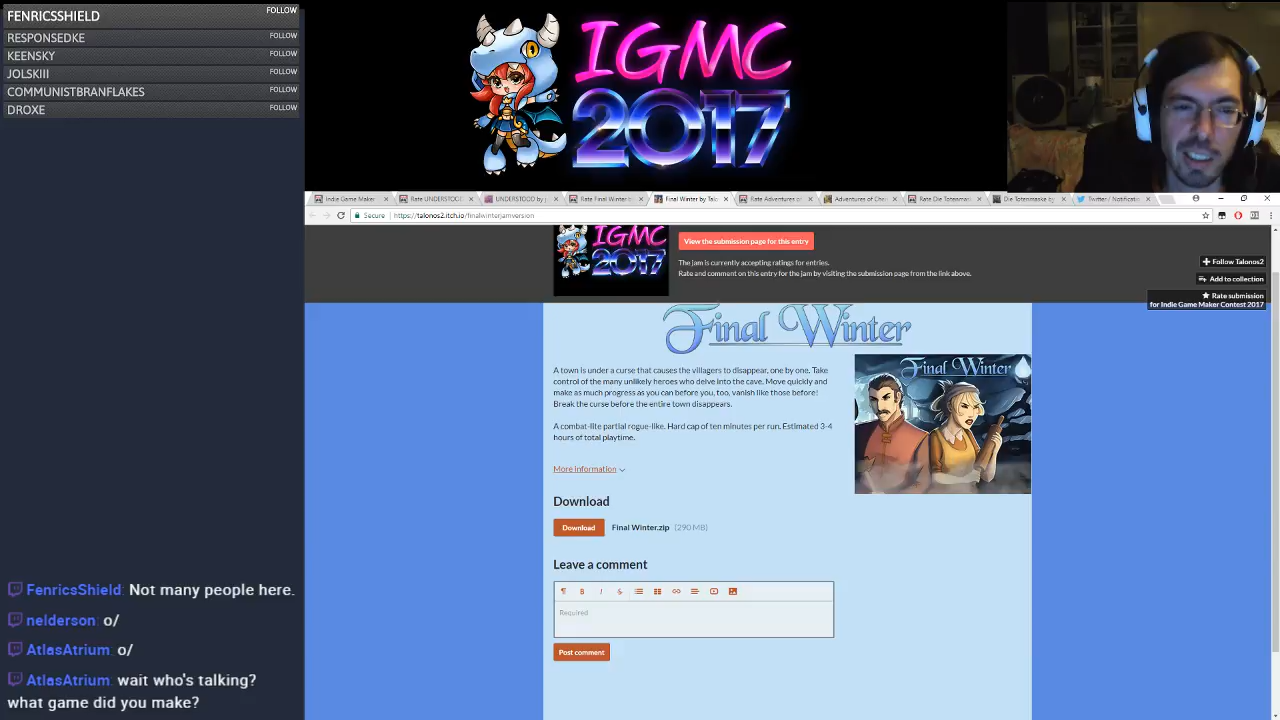 FENRICSSHIELD FOLLOW
RESPONSEDKE FOLLOW
KEENSKY FOLLOW
JOLSKIII FOLLOW
COMMUNISTBRANFLAKES FOLLOW
DROXE FOLLOW
IGMC
2017
Indie Game Maker
Rate UNDERSTOO
UNDERSTOOD by
Rate Final Winter b
Final Winter by Talo
Rate Adventures o
Adventures of Che
Rate Die Totenmas
Die Totenmaske by
Twitter / Notificati
Secure https://talonos2.itch.io/finalwinterjamversion
IGMC
2017
View the submission page for this entry
The jam is currently accepting ratings for entries.
Rate and comment on this entry for the jam by visiting the submission page from the link above.
Follow Talonos2
Add to collection
Rate submission
for Indie Game Maker Contest 2017
Final Winter
A town is under a curse that causes the villagers to disappear, one by one. Take
control of the many unlikely heroes who delve into the cave. Move quickly and
make as much progress as you can before you, too, vanish like those before!
Break the curse before the entire town disappears.
A combat-lite partial rogue-like. Hard cap of ten minutes per run. Estimated 3-4
hours of total playtime.
Final Winter
More information
Download
Download Final Winter.zip (290 MB)
Leave a comment
Required
Post comment
FenricsShield: Not many people here.
nelderson: o/
AtlasAtrium: o/
AtlasAtrium: wait who's talking?
what game did you make?